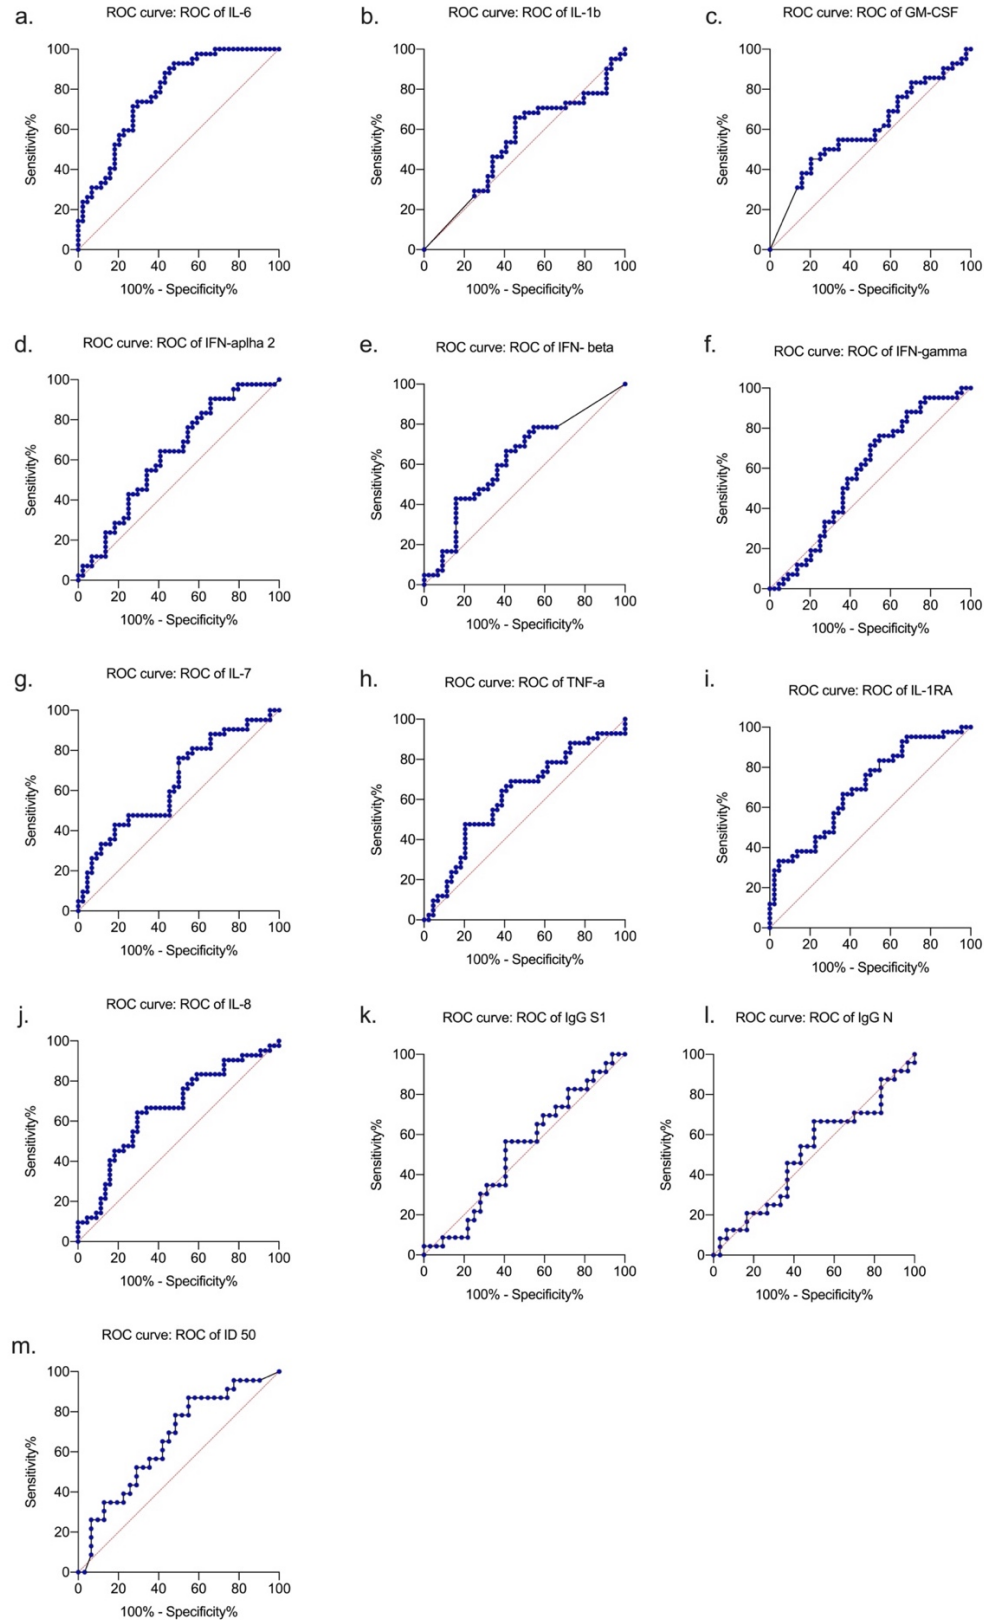 a.
ROC curve: ROC of IL-6
Sensitivity%
100
80
60
40
20
0
0 20 40 60 80 100
100% - Specificity%
b.
ROC curve: ROC of IL-1b
Sensitivity%
100
80
60
40
20
0
0 20 40 60 80 100
100% - Specificity%
c.
ROC curve: ROC of GM-CSF
Sensitivity%
100
80
60
40
20
0
0 20 40 60 80 100
100% - Specificity%
d.
ROC curve: ROC of IFN-aplha 2
Sensitivity%
100
80
60
40
20
0
0 20 40 60 80 100
100% - Specificity%
e.
ROC curve: ROC of IFN- beta
Sensitivity%
100
80
60
40
20
0
0 20 40 60 80 100
100% - Specificity%
f.
ROC curve: ROC of IFN-gamma
Sensitivity%
100
80
60
40
20
0
0 20 40 60 80 100
100% - Specificity%
g.
ROC curve: ROC of IL-7
Sensitivity%
100
80
60
40
20
0
0 20 40 60 80 100
100% - Specificity%
h.
ROC curve: ROC of TNF-a
Sensitivity%
100
80
60
40
20
0
0 20 40 60 80 100
100% - Specificity%
i.
ROC curve: ROC of IL-1RA
Sensitivity%
100
80
60
40
20
0
0 20 40 60 80 100
100% - Specificity%
j.
ROC curve: ROC of IL-8
Sensitivity%
100
80
60
40
20
0
0 20 40 60 80 100
100% - Specificity%
k.
ROC curve: ROC of IgG S1
Sensitivity%
100
80
60
40
20
0
0 20 40 60 80 100
100% - Specificity%
l.
ROC curve: ROC of IgG N
Sensitivity%
100
80
60
40
20
0
0 20 40 60 80 100
100% - Specificity%
m.
ROC curve: ROC of ID 50
Sensitivity%
100
80
60
40
20
0
0 20 40 60 80 100
100% - Specificity%